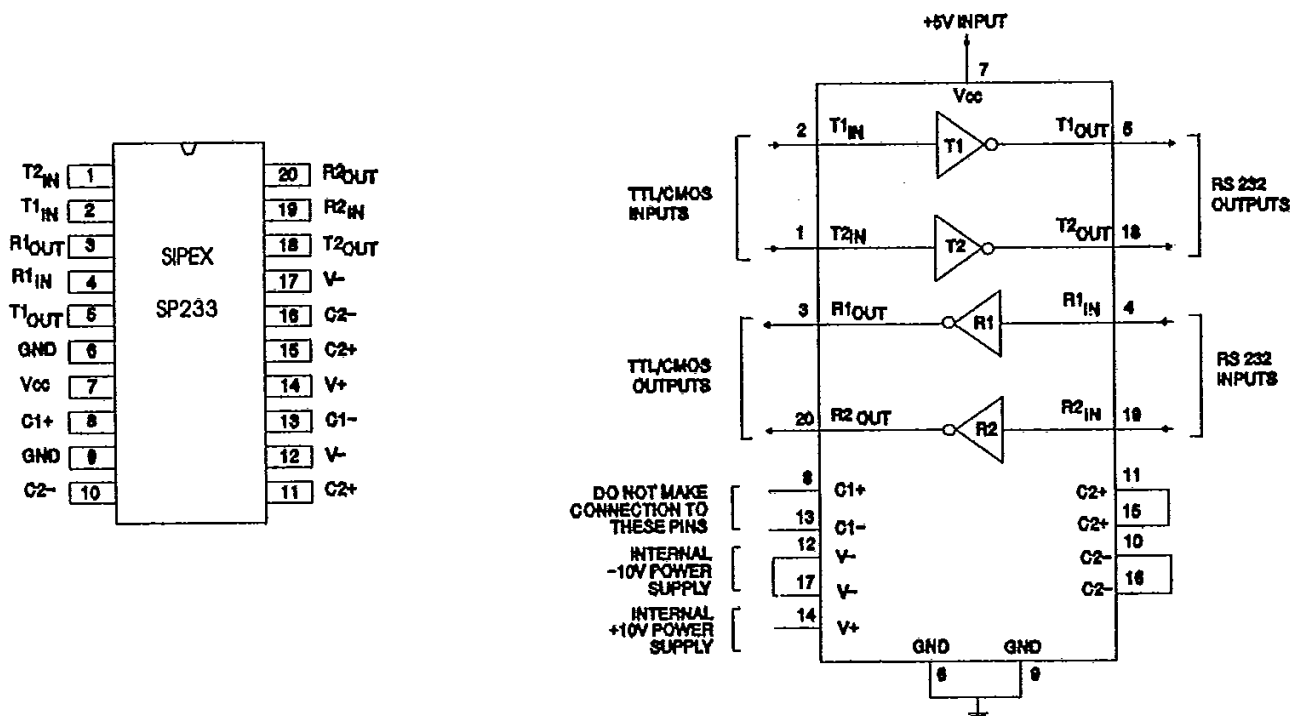 T2IN 1
T1IN 2
R1OUT 3
R1IN 4
T1OUT 5
GND 6
Vcc 7
C1+ 8
GND 9
C2- 10
SIPEX
SP233
20 R2OUT
19 R2IN
18 T2OUT
17 V-
16 C2-
15 C2+
14 V+
13 C1-
12 V-
11 C2+
+5V INPUT
7
Vcc
TTL/CMOS
INPUTS
2 T1IN T1 T1OUT 5
1 T2IN T2 T2OUT 18
RS 232
OUTPUTS
TTL/CMOS
OUTPUTS
3 R1OUT R1 R1IN 4
20 R2OUT R2 R2IN 19
RS 232
INPUTS
DO NOT MAKE
CONNECTION TO
THESE PINS
8 C1+
13 C1-
INTERNAL
-10V POWER
SUPPLY
12 V-
17 V-
INTERNAL
+10V POWER
SUPPLY
14 V+
C2+ 11
C2+ 15
C2- 10
C2- 16
GND GND
6 9